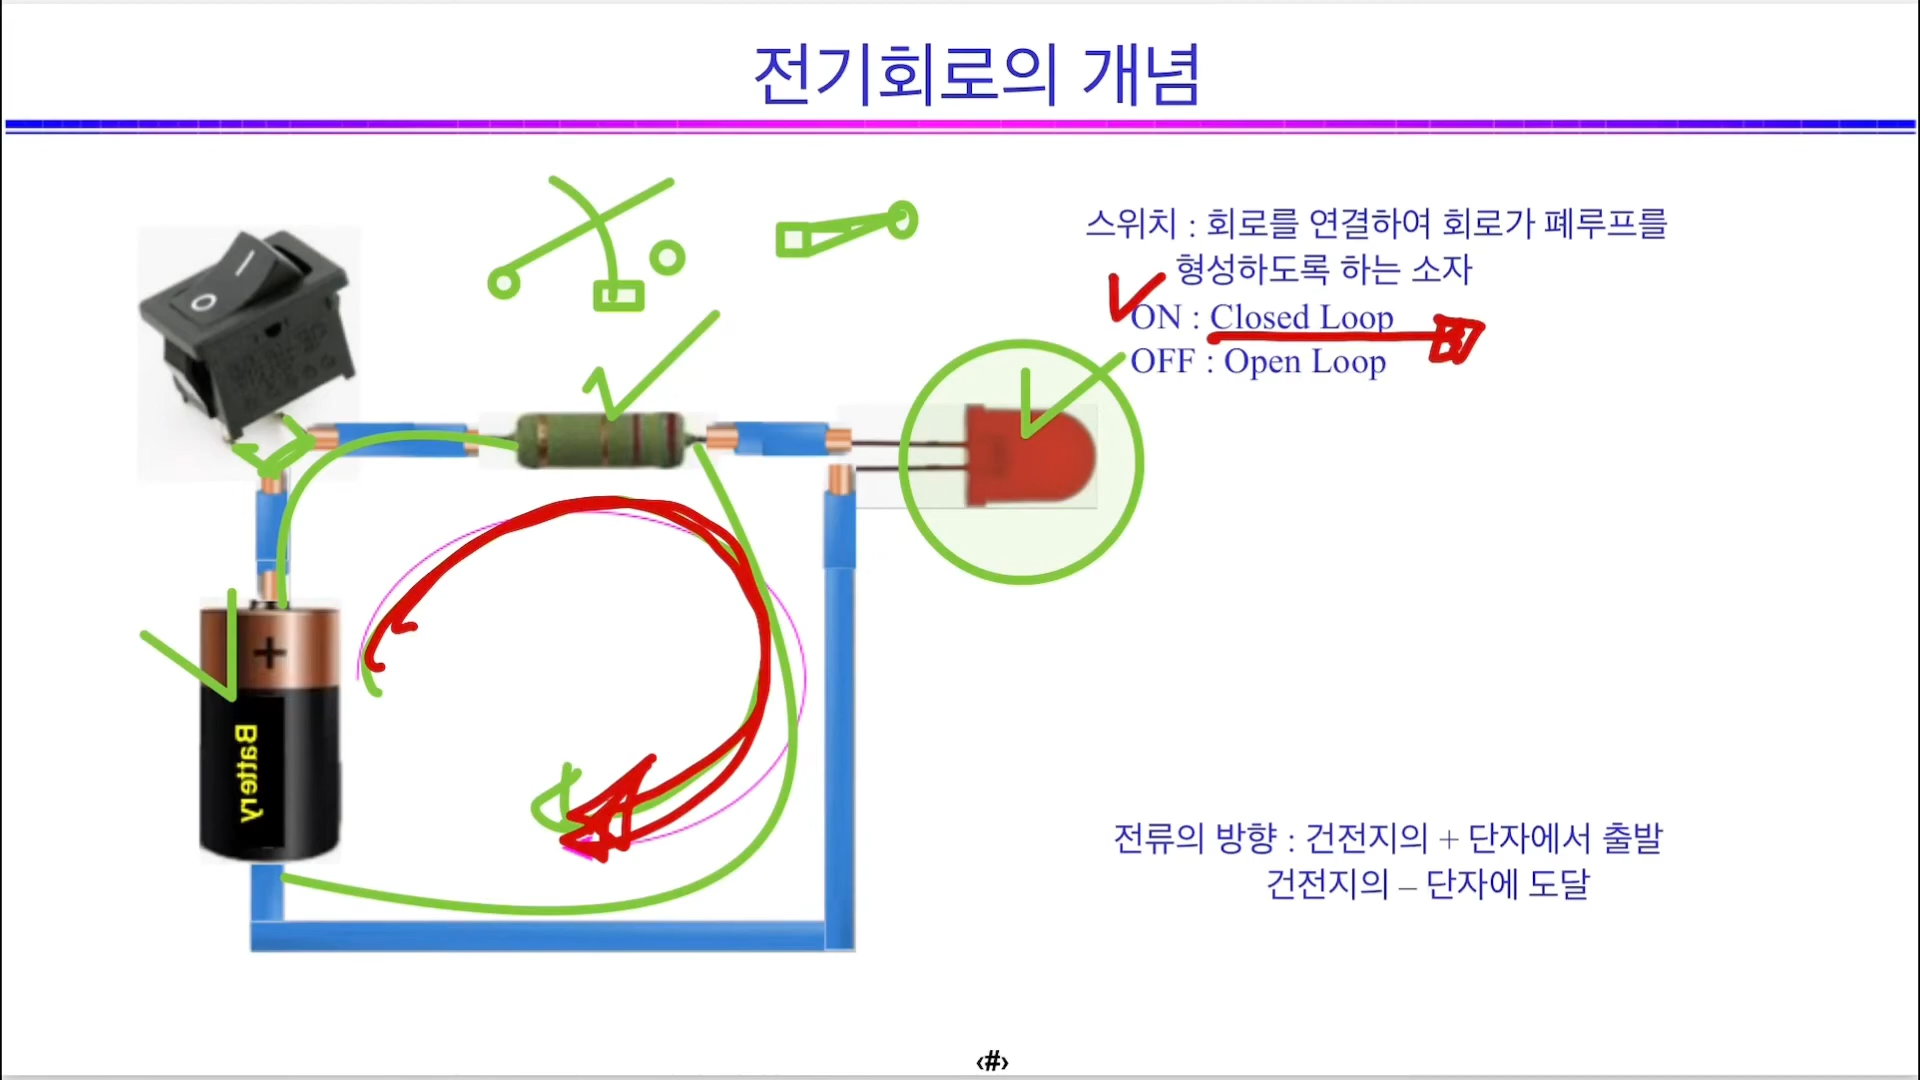 전기회로의 개념
스위치 : 회로를 연결하여 회로가 폐루프를
형성하도록 하는 소자
ON : Closed Loop
OFF : Open Loop
+
Battery
전류의 방향 : 건전지의 + 단자에서 출발
건전지의 – 단자에 도달
‹#›